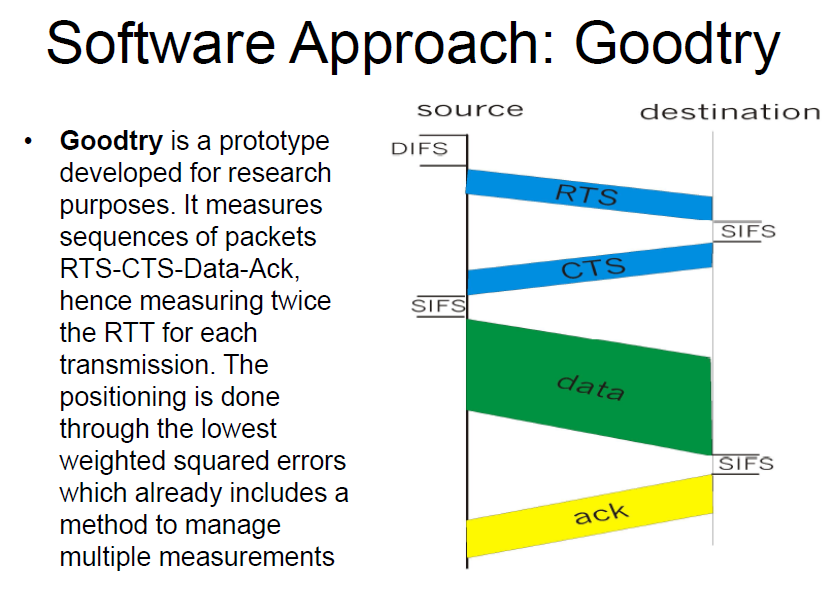 Software Approach: Goodtry
• Goodtry is a prototype
developed for research
purposes. It measures
sequences of packets
RTS-CTS-Data-Ack,
hence measuring twice
the RTT for each
transmission. The
positioning is done
through the lowest
weighted squared errors
which already includes a
method to manage
multiple measurements
source
destination
DIFS
RTS
SIFS
CTS
SIFS
data
SIFS
ack